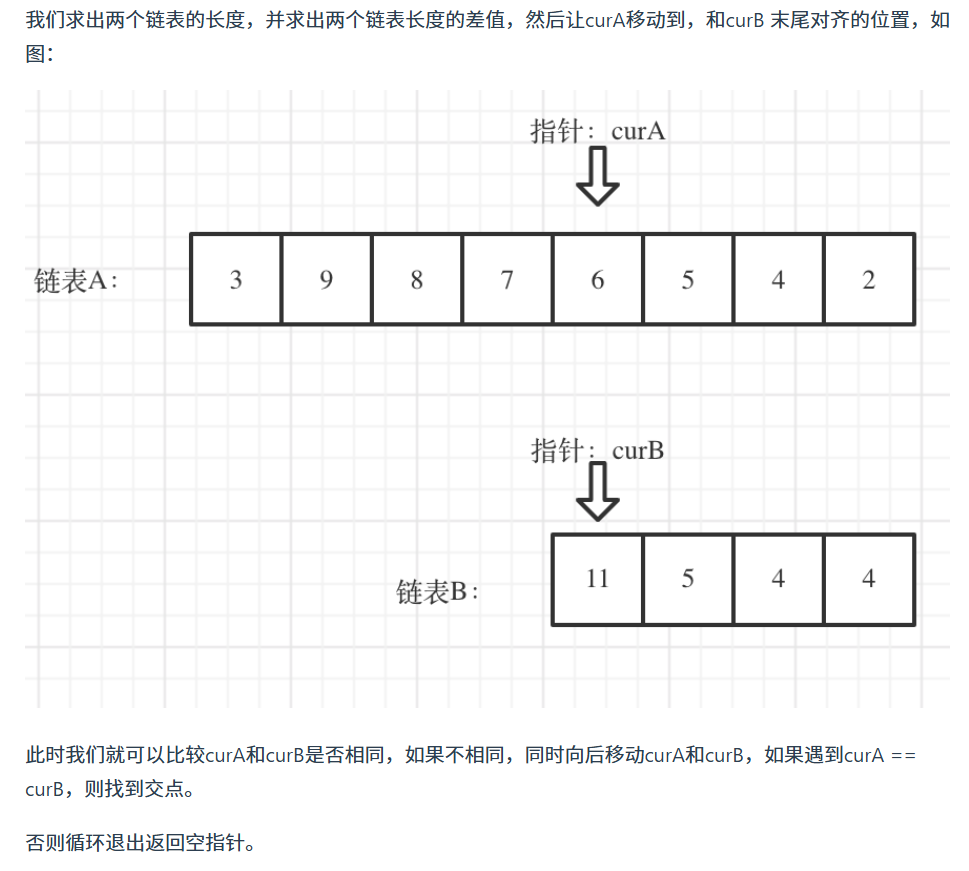 我们求出两个链表的长度，并求出两个链表长度的差值，然后让curA移动到，和curB 末尾对齐的位置，如
图：
指针：curA
链表A： 3 9 8 7 6 5 4 2
指针：curB
链表B： 11 5 4 4
此时我们就可以比较curA和curB是否相同，如果不相同，同时向后移动curA和curB，如果遇到curA ==
curB，则找到交点。
否则循环退出返回空指针。